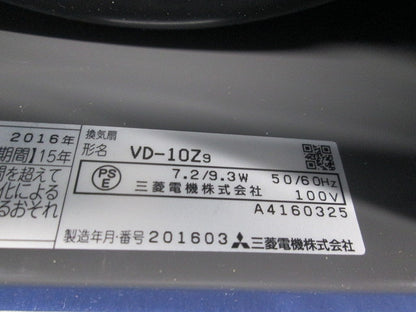 2016年
期間】15年
間を超えて
化による
るおそれ
換気扇
形名 VD-10Z9
PS E 7.2/9.3W 50/60Hz
三菱電機株式会社 100V
A4160325
製造年月・番号 201603 三菱電機株式会社